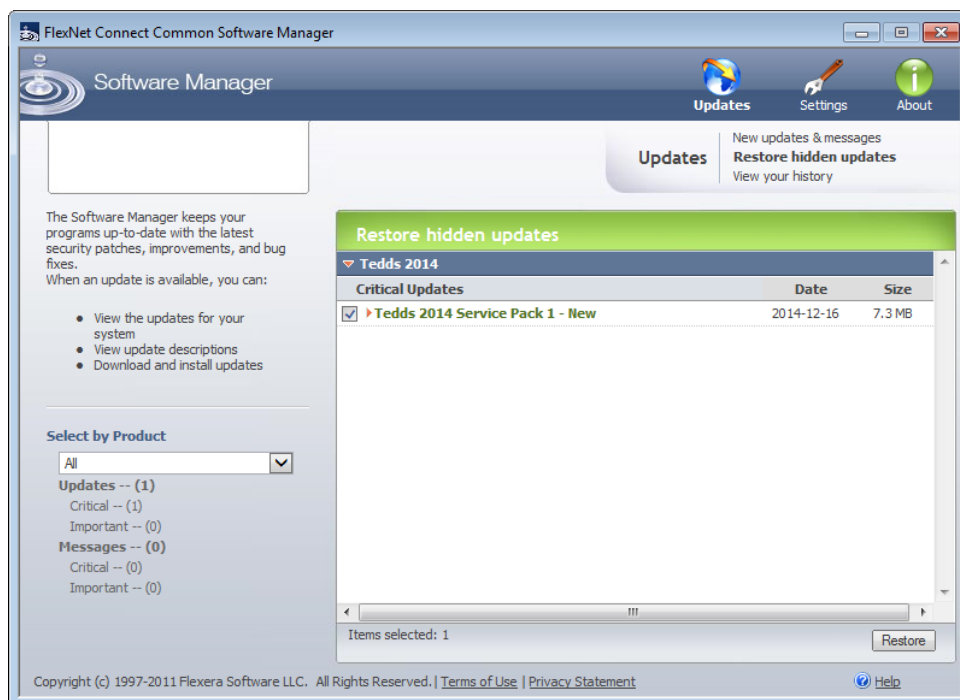 FlexNet Connect Common Software Manager
Software Manager
Updates
Settings
About
Updates
New updates & messages
Restore hidden updates
View your history
The Software Manager keeps your
programs up-to-date with the latest
security patches, improvements, and bug
fixes.
When an update is available, you can:
● View the updates for your
system
● View update descriptions
● Download and install updates
Select by Product
All
Updates -- (1)
Critical -- (1)
Important -- (0)
Messages -- (0)
Critical -- (0)
Important -- (0)
Restore hidden updates
Tedds 2014
Critical Updates Date Size
Tedds 2014 Service Pack 1 - New 2014-12-16 7.3 MB
Items selected: 1
Restore
Copyright (c) 1997-2011 Flexera Software LLC. All Rights Reserved. | Terms of Use | Privacy Statement
Help